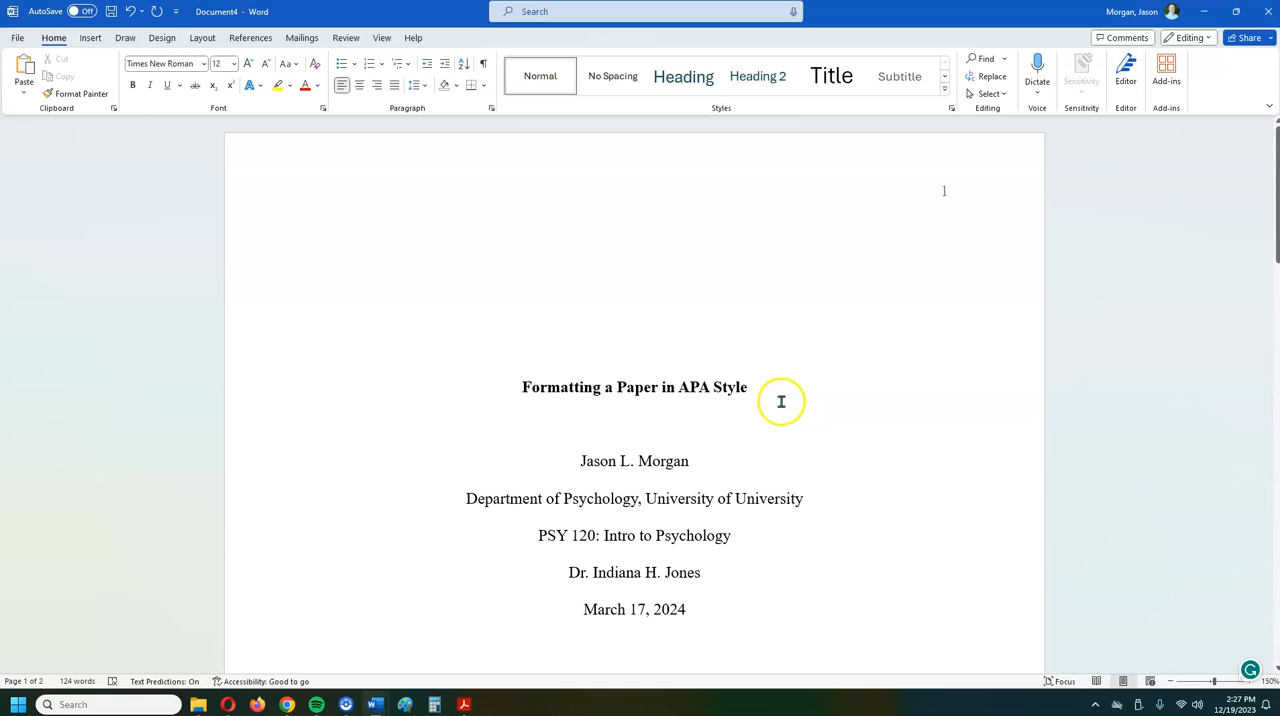 AutoSave Off Document4 - Word Search Morgan, Jason
File Home Insert Draw Design Layout References Mailings Review View Help Comments Editing Share
Paste Cut Copy Format Painter Clipboard
Times New Roman 12 Aa Font
Paragraph
Normal No Spacing Heading Heading 2 Title Subtitle Styles
Find Replace Select Editing
Dictate Voice
Sensitivity Sensitivity
Editor Editor
Add-ins Add-ins
1
Formatting a Paper in APA Style
Jason L. Morgan
Department of Psychology, University of University
PSY 120: Intro to Psychology
Dr. Indiana H. Jones
March 17, 2024
Page 1 of 2 124 words Text Predictions: On Accessibility: Good to go Focus 150%
Search 2:27 PM
12/19/2023